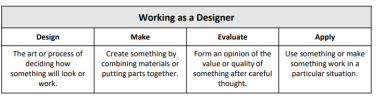 Working as a Designer
Design Make Evaluate Apply
The art or process of Create something by Form an opinion of the Use something or make
deciding how combining materials or value or quality of something work in a
something will look or putting parts together. something after careful particular situation.
work. thought.